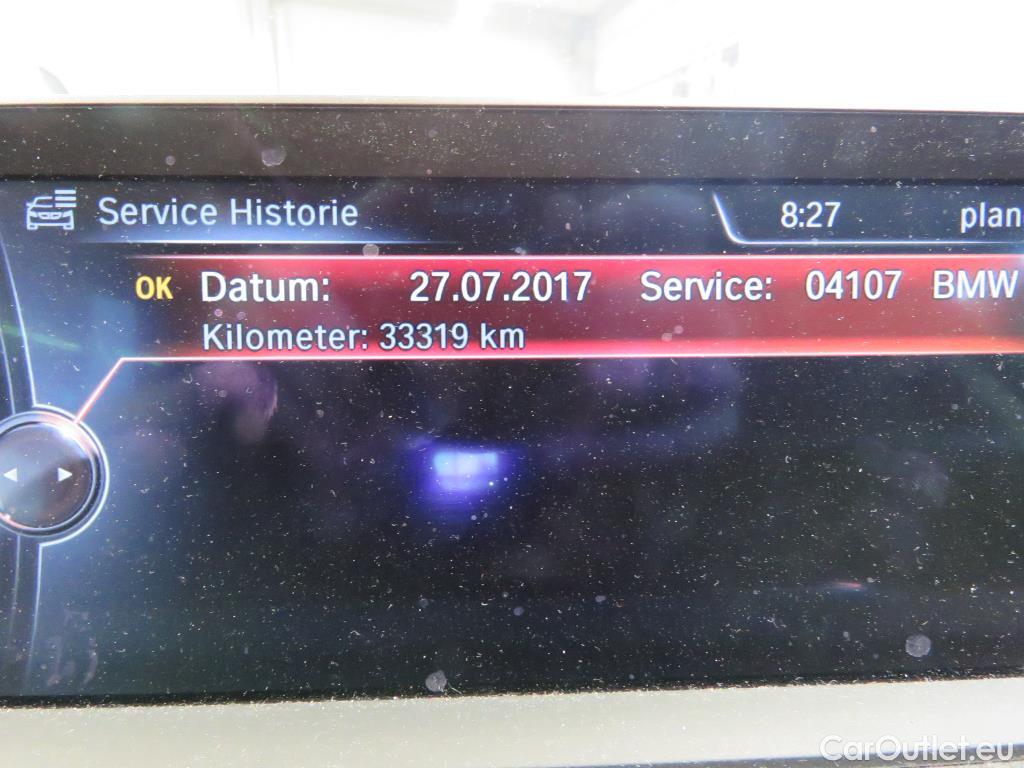 Service Historie 8:27 plan
OK Datum: 27.07.2017 Service: 04107 BMW
Kilometer: 33319 km
CarOutlet.eu